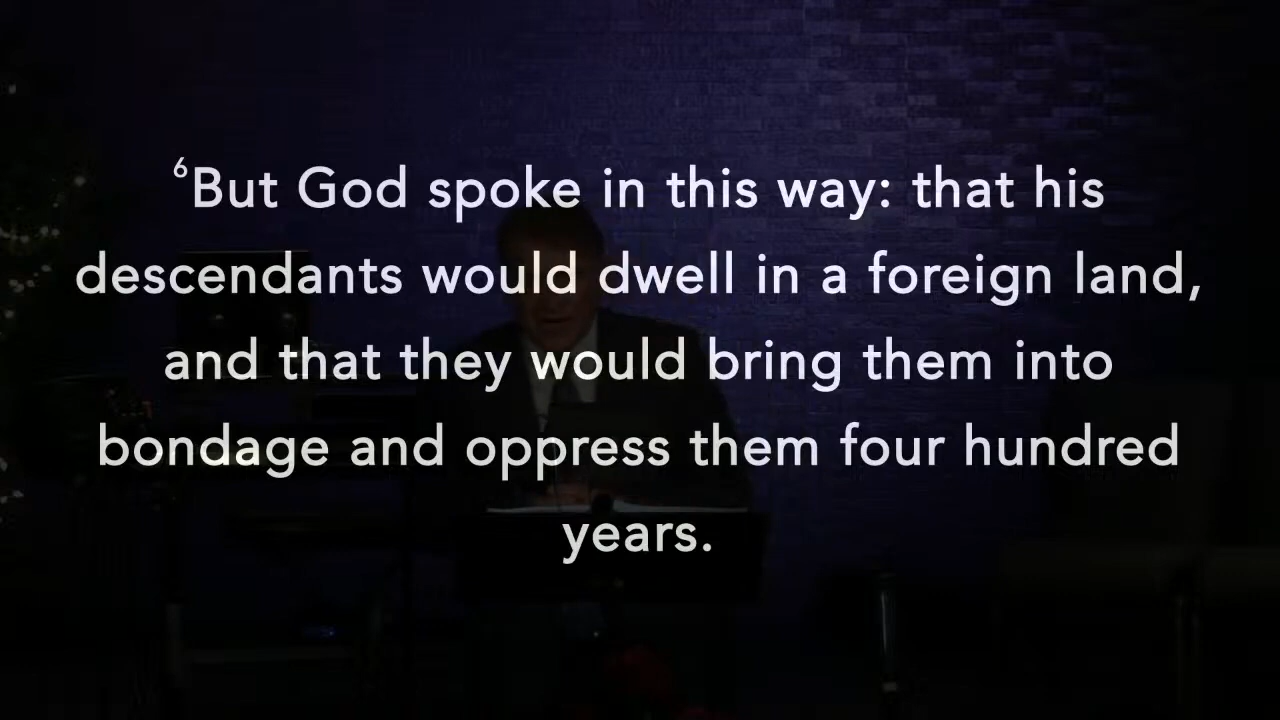 ⁶But God spoke in this way: that his
descendants would dwell in a foreign land,
and that they would bring them into
bondage and oppress them four hundred
years.